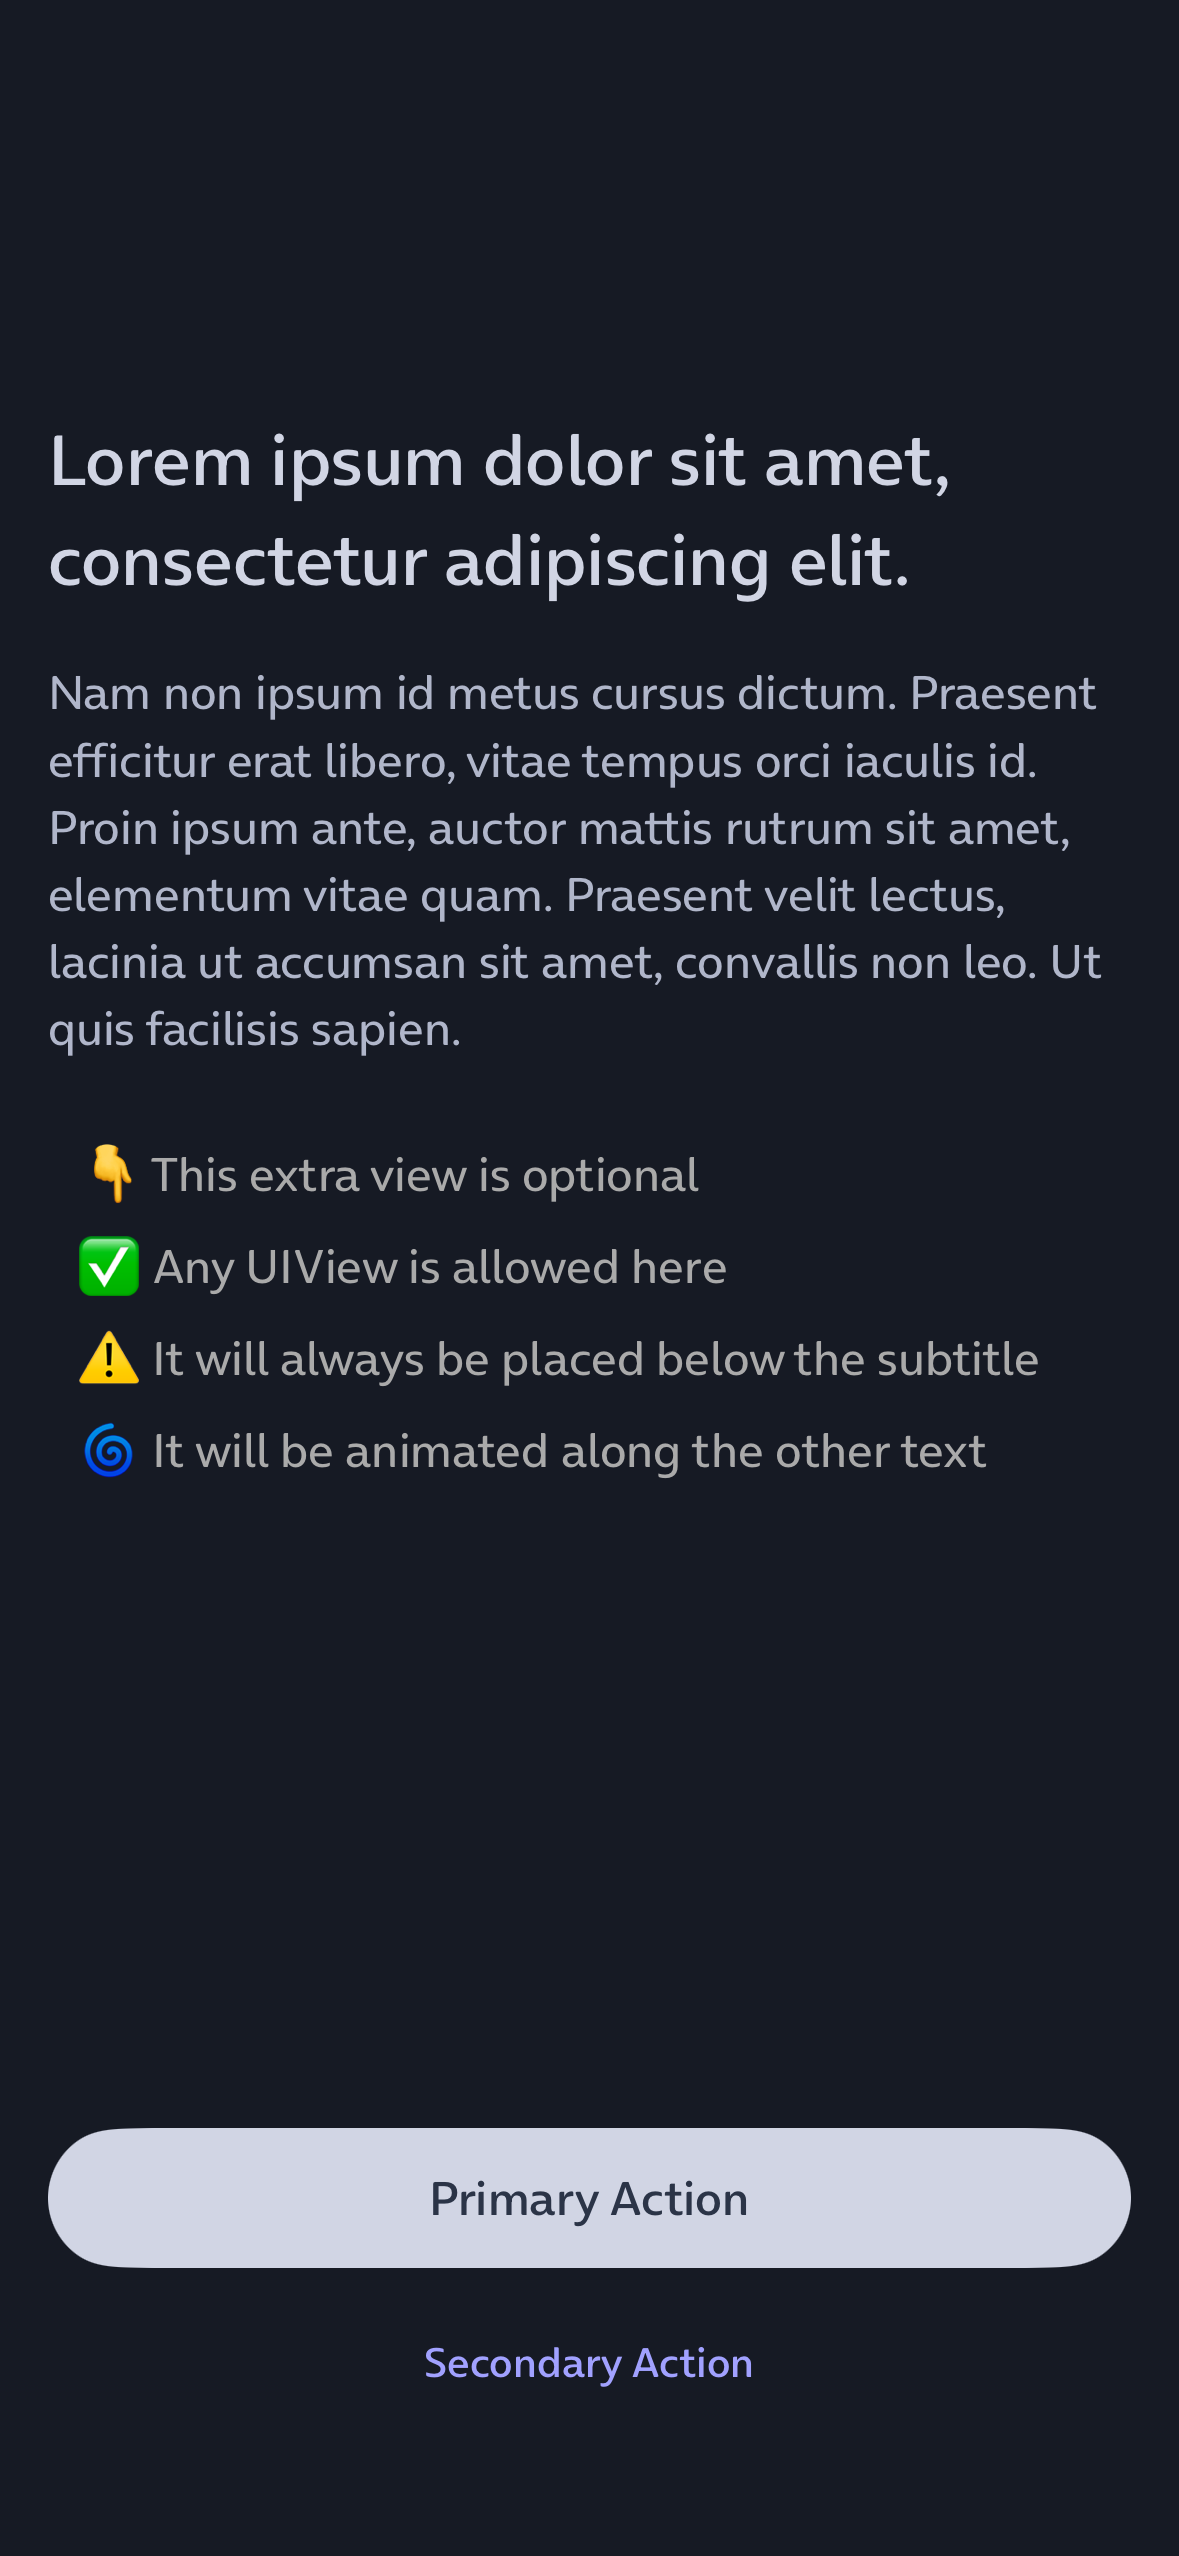 Lorem ipsum dolor sit amet,
consectetur adipiscing elit.
Nam non ipsum id metus cursus dictum. Praesent
efficitur erat libero, vitae tempus orci iaculis id.
Proin ipsum ante, auctor mattis rutrum sit amet,
elementum vitae quam. Praesent velit lectus,
lacinia ut accumsan sit amet, convallis non leo. Ut
quis facilisis sapien.
👇 This extra view is optional
✅ Any UIView is allowed here
⚠️ It will always be placed below the subtitle
🌀 It will be animated along the other text
Primary Action
Secondary Action